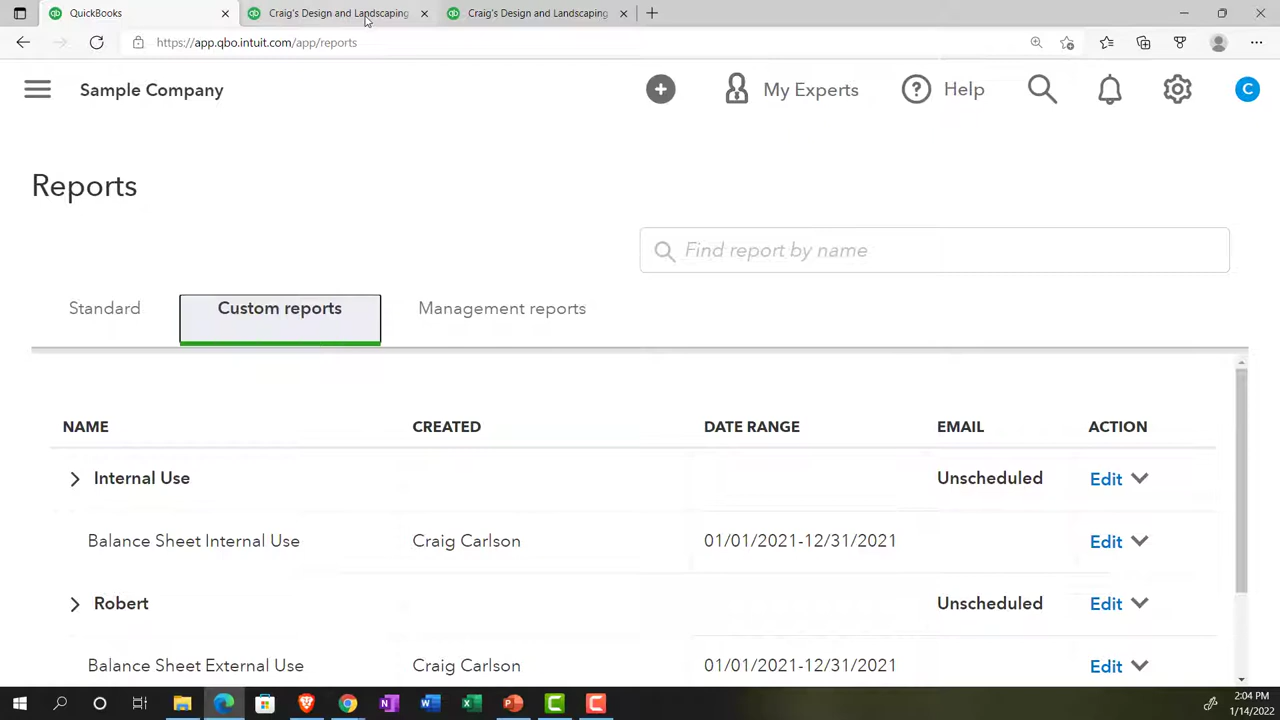 QuickBooks
Craig's Design and Landscaping
Craig's Design and Landscaping
https://app.qbo.intuit.com/app/reports
Sample Company
My Experts
Help
C
Reports
Find report by name
Standard
Custom reports
Management reports
NAME CREATED DATE RANGE EMAIL ACTION
Internal Use Unscheduled Edit
Balance Sheet Internal Use Craig Carlson 01/01/2021-12/31/2021 Edit
Robert Unscheduled Edit
Balance Sheet External Use Craig Carlson 01/01/2021-12/31/2021 Edit
2:04 PM
1/14/2022